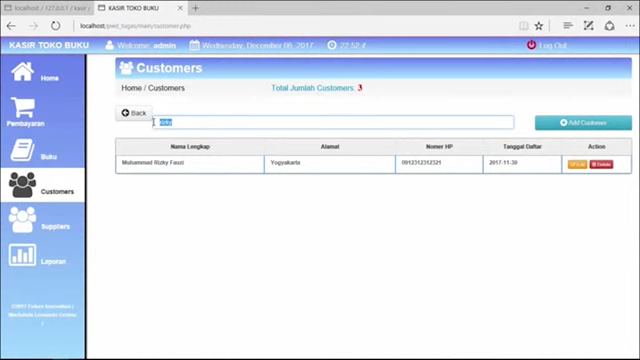 localhost / 127.0.0.1 / kasir
KASIR TOKO BUKU
localhost/pwd_tugas/main/customer.php
KASIR TOKO BUKU
Welcome: admin
Wednesday, December 06, 2017
22:52:
Log Out
Home
Pembayaran
Buku
Customers
Suppliers
Laporan
Customers
Home / Customers
Total Jumlah Customers: 3
Back
rizky
Add Customer
Nama Lengkap Alamat Nomer HP Tanggal Daftar Action
Muhammad Rizky Fauzi Yogyakarta 0912312312321 2017-11-30 Edit Delete